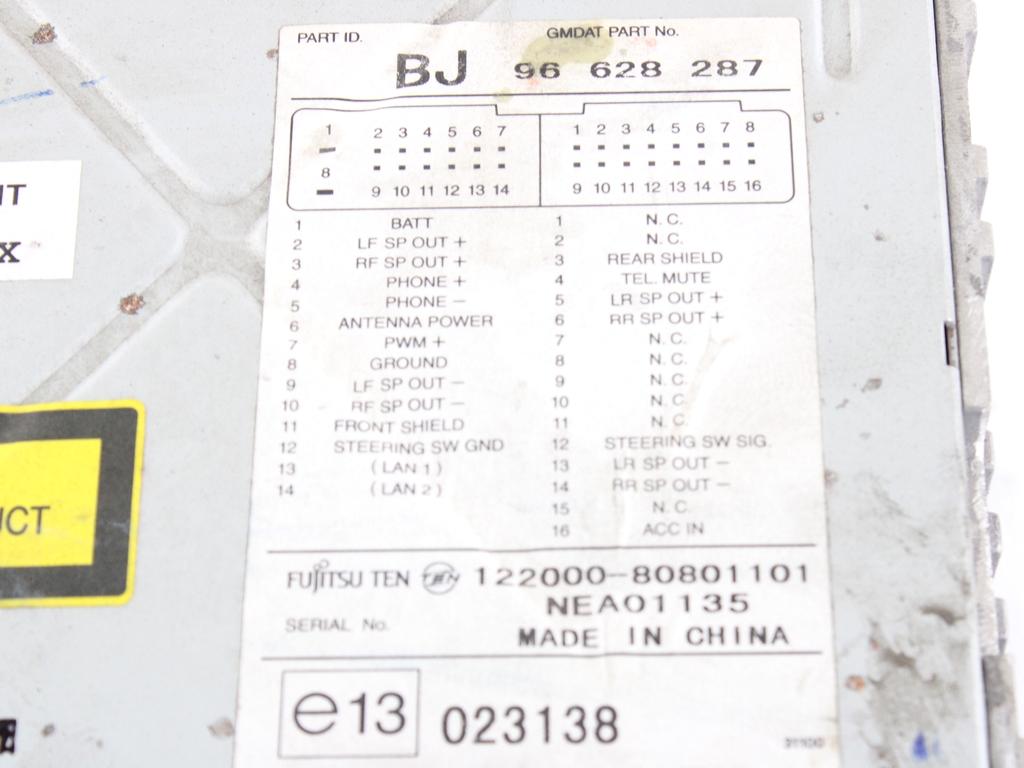 PART ID. GMDAT PART No.
BJ 96 628 287
1 2 3 4 5 6 7 1 2 3 4 5 6 7 8
8 9 10 11 12 13 14 9 10 11 12 13 14 15 16
1 BATT 1 N.C.
2 LF SP OUT + 2 N.C.
3 RF SP OUT + 3 REAR SHIELD
4 PHONE + 4 TEL. MUTE
5 PHONE – 5 LR SP OUT +
6 ANTENNA POWER 6 RR SP OUT +
7 PWM + 7 N.C.
8 GROUND 8 N.C.
9 LF SP OUT – 9 N.C.
10 RF SP OUT – 10 N.C.
11 FRONT SHIELD 11 N.C.
12 STEERING SW GND 12 STEERING SW SIG.
13 (LAN 1) 13 LR SP OUT –
14 (LAN 2) 14 RR SP OUT –
15 N.C.
16 ACC IN
FUJITSU TEN TEN 122000-80801101
NEA01135
SERIAL No.
MADE IN CHINA
e13 023138
IT
X
UCT